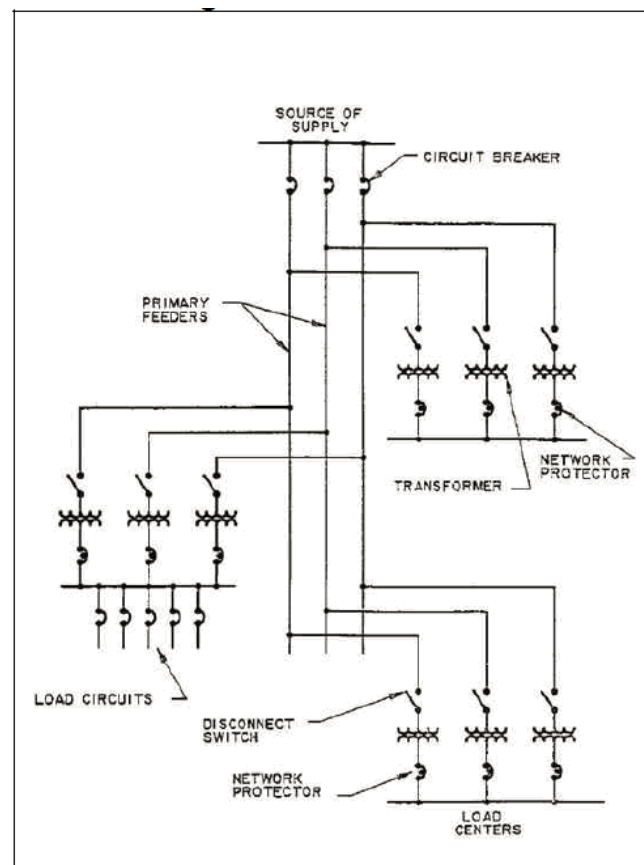 SOURCE OF
SUPPLY
CIRCUIT BREAKER
PRIMARY
FEEDERS
NETWORK
PROTECTOR
TRANSFORMER
LOAD CIRCUITS
DISCONNECT
SWITCH
NETWORK
PROTECTOR
LOAD
CENTERS